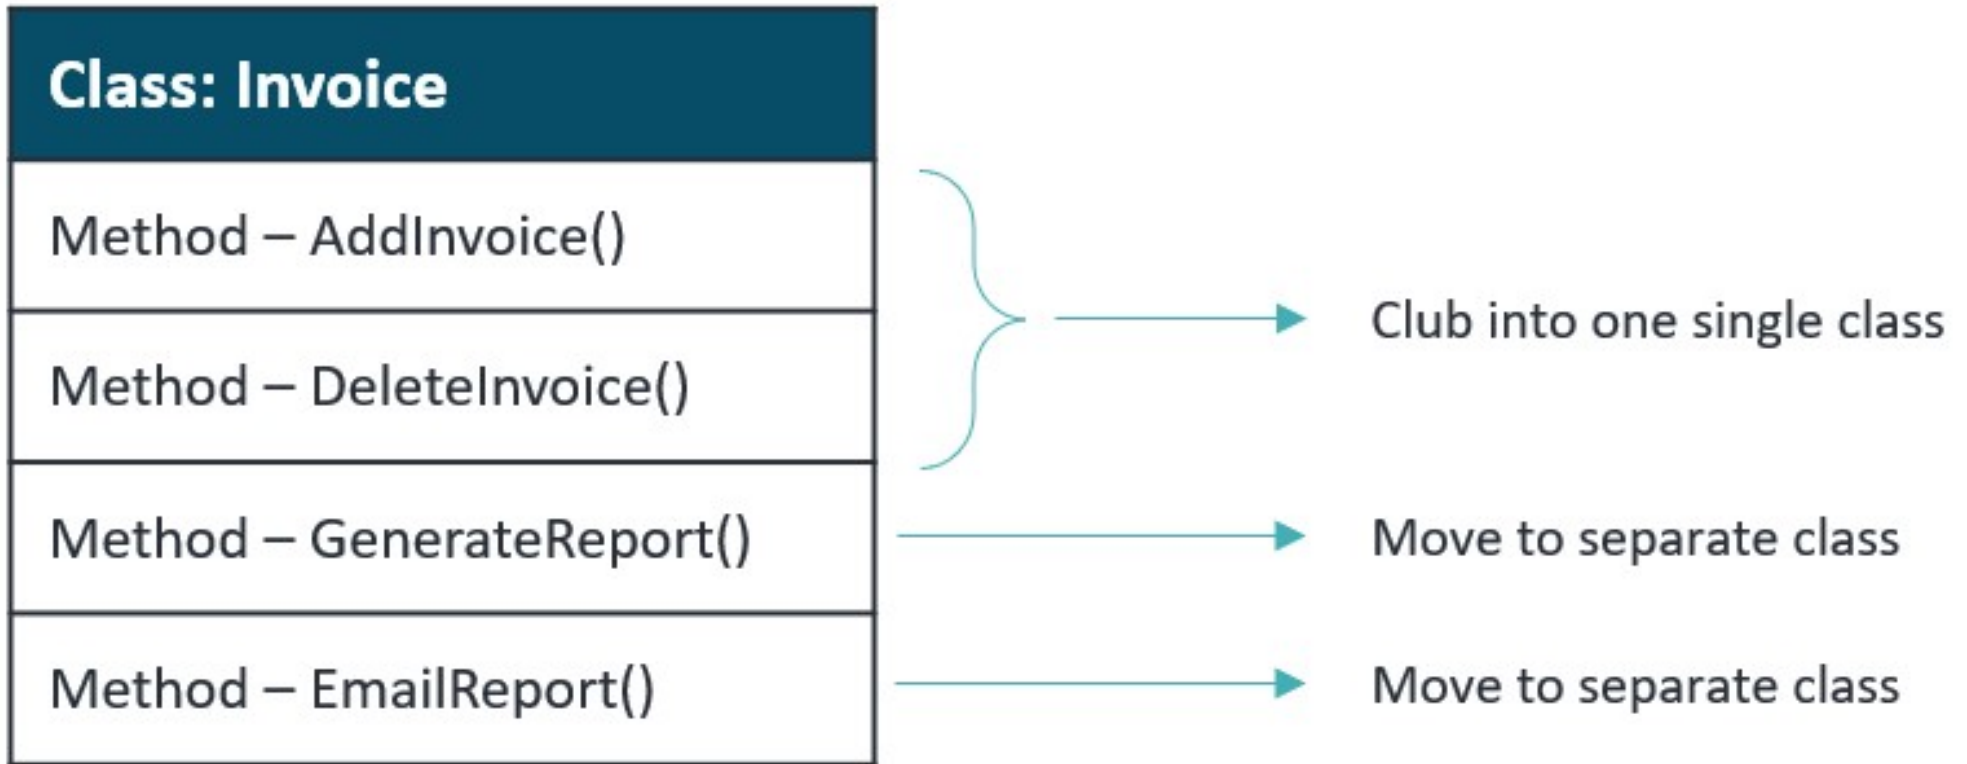 Class: Invoice
Method – AddInvoice()
Method – DeleteInvoice()
Club into one single class
Method – GenerateReport()
Move to separate class
Method – EmailReport()
Move to separate class